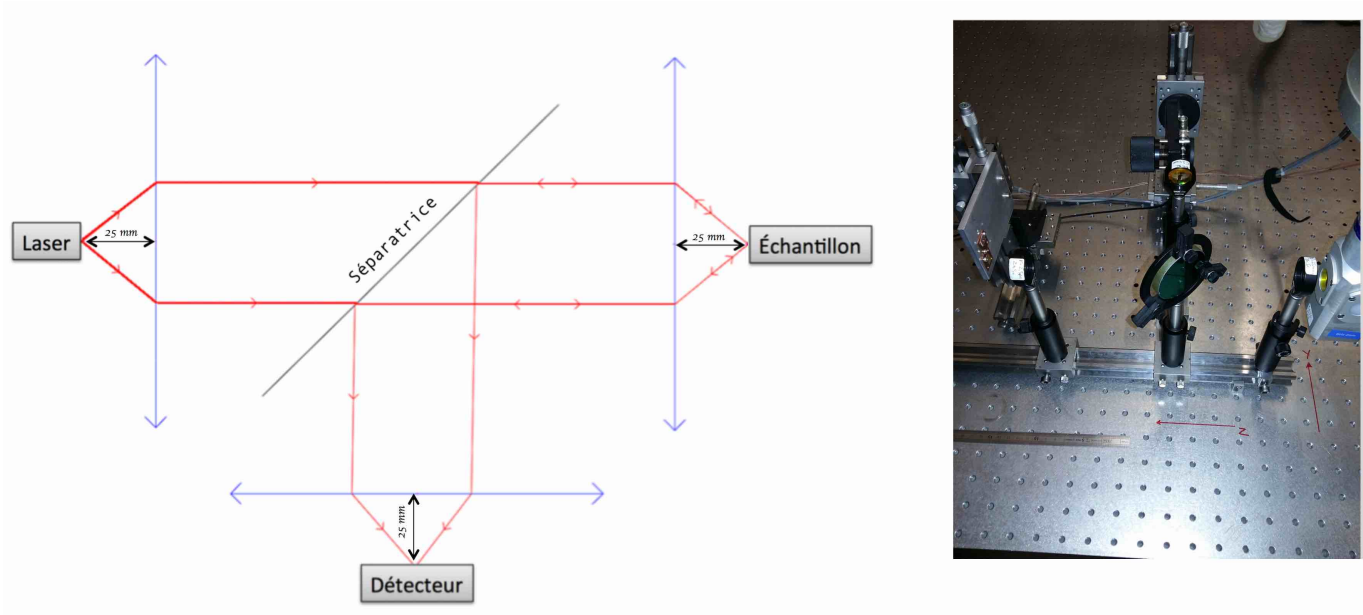 Séparatrice
Laser
25 mm
25 mm
Échantillon
25 mm
Détecteur
Y
Z